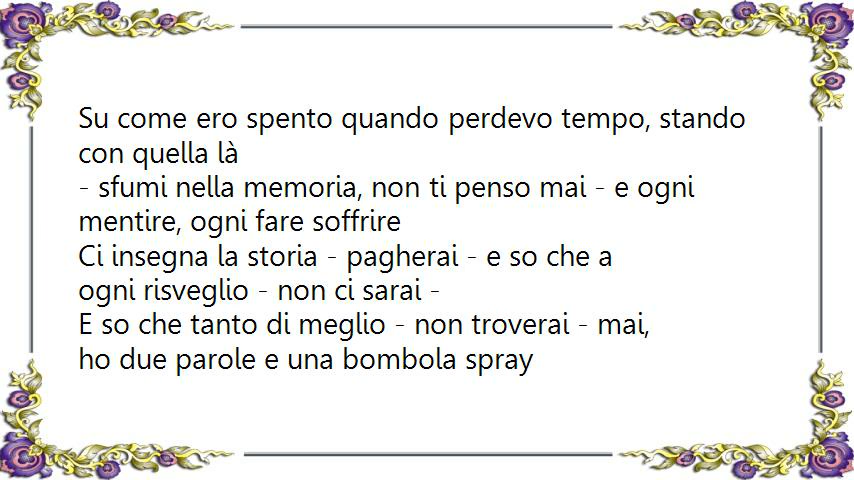 Su come ero spento quando perdevo tempo, stando
con quella là
- sfumi nella memoria, non ti penso mai - e ogni
mentire, ogni fare soffrire
Ci insegna la storia - pagherai - e so che a
ogni risveglio - non ci sarai -
E so che tanto di meglio - non troverai - mai,
ho due parole e una bombola spray